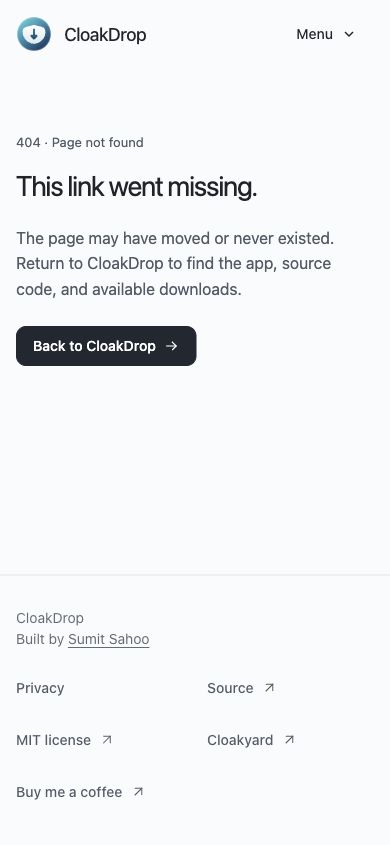 CloakDrop
Menu
404 · Page not found
This link went missing.
The page may have moved or never existed.
Return to CloakDrop to find the app, source
code, and available downloads.
Back to CloakDrop →
CloakDrop
Built by Sumit Sahoo
Privacy
Source ↗
MIT license ↗
Cloakyard ↗
Buy me a coffee ↗